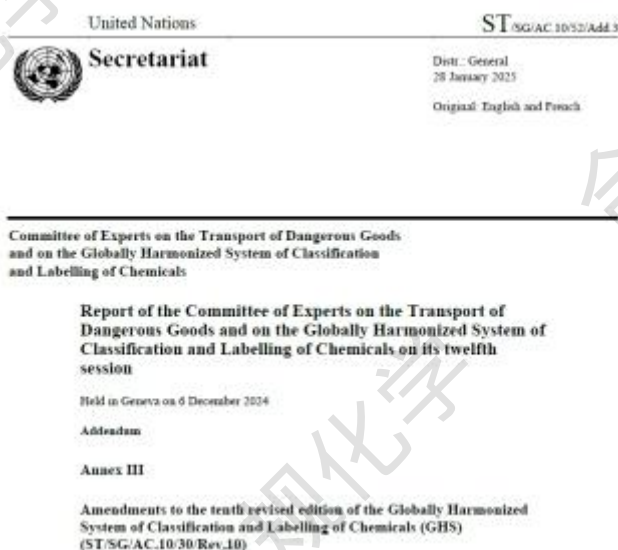 United Nations
ST/SG/AC.10/52/Add.3
Secretariat
Distr.: General
28 January 2025
Original: English and French
Committee of Experts on the Transport of Dangerous Goods
and on the Globally Harmonized System of Classification
and Labelling of Chemicals
Report of the Committee of Experts on the Transport of
Dangerous Goods and on the Globally Harmonized System of
Classification and Labelling of Chemicals on its twelfth
session
Held in Geneva on 6 December 2024
Addendum
Annex III
Amendments to the tenth revised edition of the Globally Harmonized
System of Classification and Labelling of Chemicals (GHS)
(ST/SG/AC.10/30/Rev.10)
观化学
合